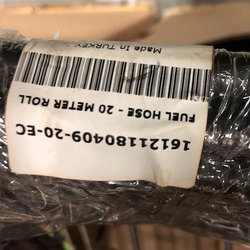 16121180409-20-EC
FUEL HOSE - 20 METER ROLL
Made In TURKEY